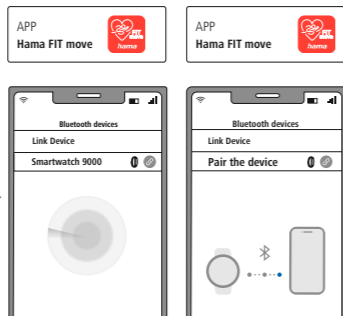 APP
Hama FIT move
FIT
move
hama
APP
Hama FIT move
FIT
move
hama
Bluetooth devices
Link Device
Smartwatch 9000
Bluetooth devices
Link Device
Pair the device